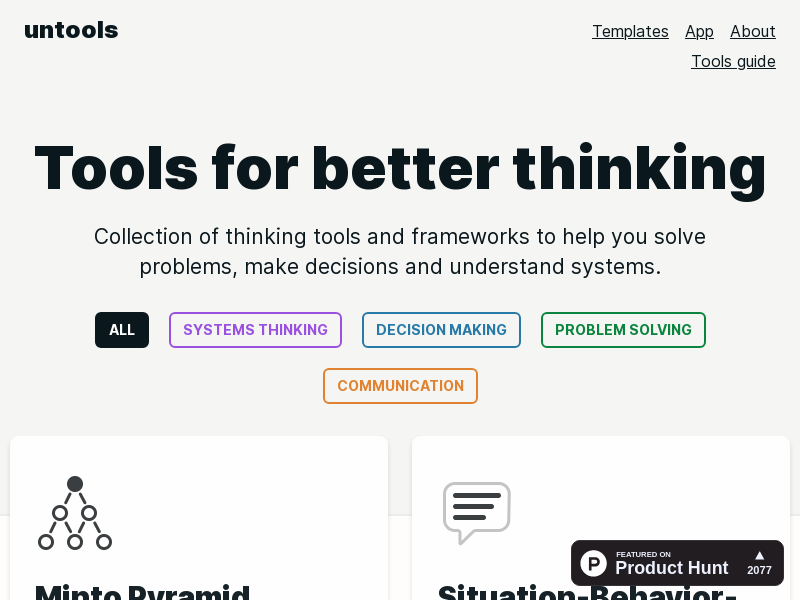 untools
Templates App About
Tools guide
Tools for better thinking
Collection of thinking tools and frameworks to help you solve
problems, make decisions and understand systems.
ALL
SYSTEMS THINKING
DECISION MAKING
PROBLEM SOLVING
COMMUNICATION
Minto Pyramid
Situation-Behavior-
FEATURED ON
Product Hunt
2077